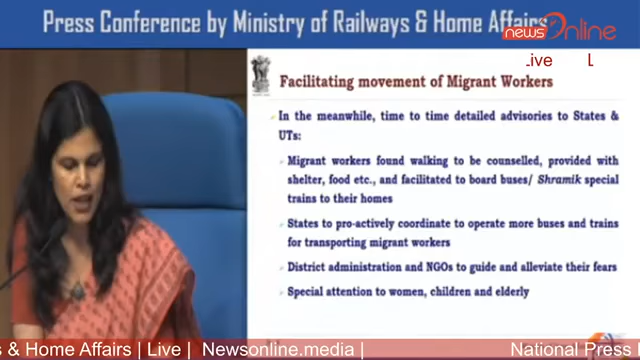 Press Conference by Ministry of Railways & Home Affairs
newsOnline
Live
L
Facilitating movement of Migrant Workers
In the meanwhile, time to time detailed advisories to States &
UTs:
Migrant workers found walking to be counselled, provided with
shelter, food etc., and facilitated to board buses/ Shramik special
trains to their homes
States to pro-actively coordinate to operate more buses and trains
for transporting migrant workers
District administration and NGOs to guide and alleviate their fears
Special attention to women, children and elderly
s & Home Affairs | Live | Newsonline.media |
National Press